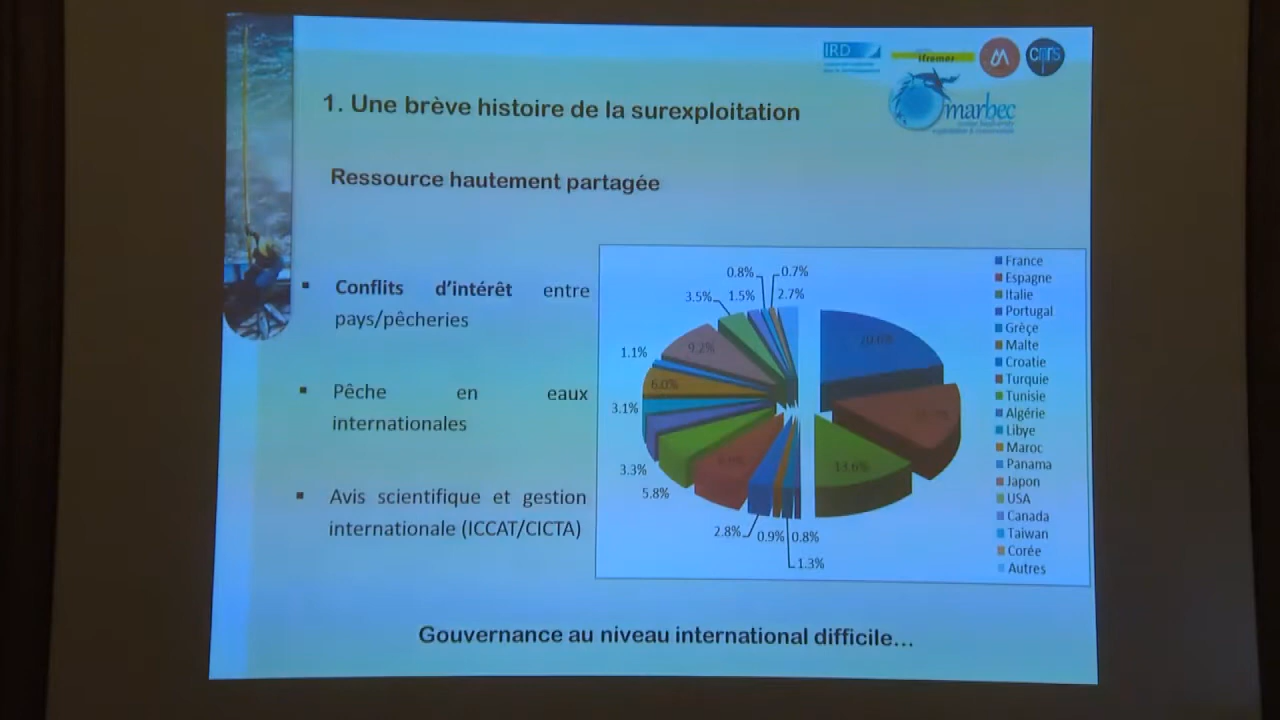 IRD
ifremer
CNRS
marbec
1. Une brève histoire de la surexploitation
Ressource hautement partagée
▪ Conflits d'intérêt entre
pays/pêcheries
▪ Pêche en eaux
internationales
▪ Avis scientifique et gestion
internationale (ICCAT/CICTA)
0.8%
0.7%
3.5%
1.5%
2.7%
9.2%
1.1%
6.0%
3.1%
13.6%
3.3%
5.8%
2.8%
0.9%
0.8%
1.3%
France
Espagne
Italie
Portugal
Grèçe
Malte
Croatie
Turquie
Tunisie
Algérie
Libye
Maroc
Panama
Japon
USA
Canada
Taiwan
Corée
Autres
Gouvernance au niveau international difficile...